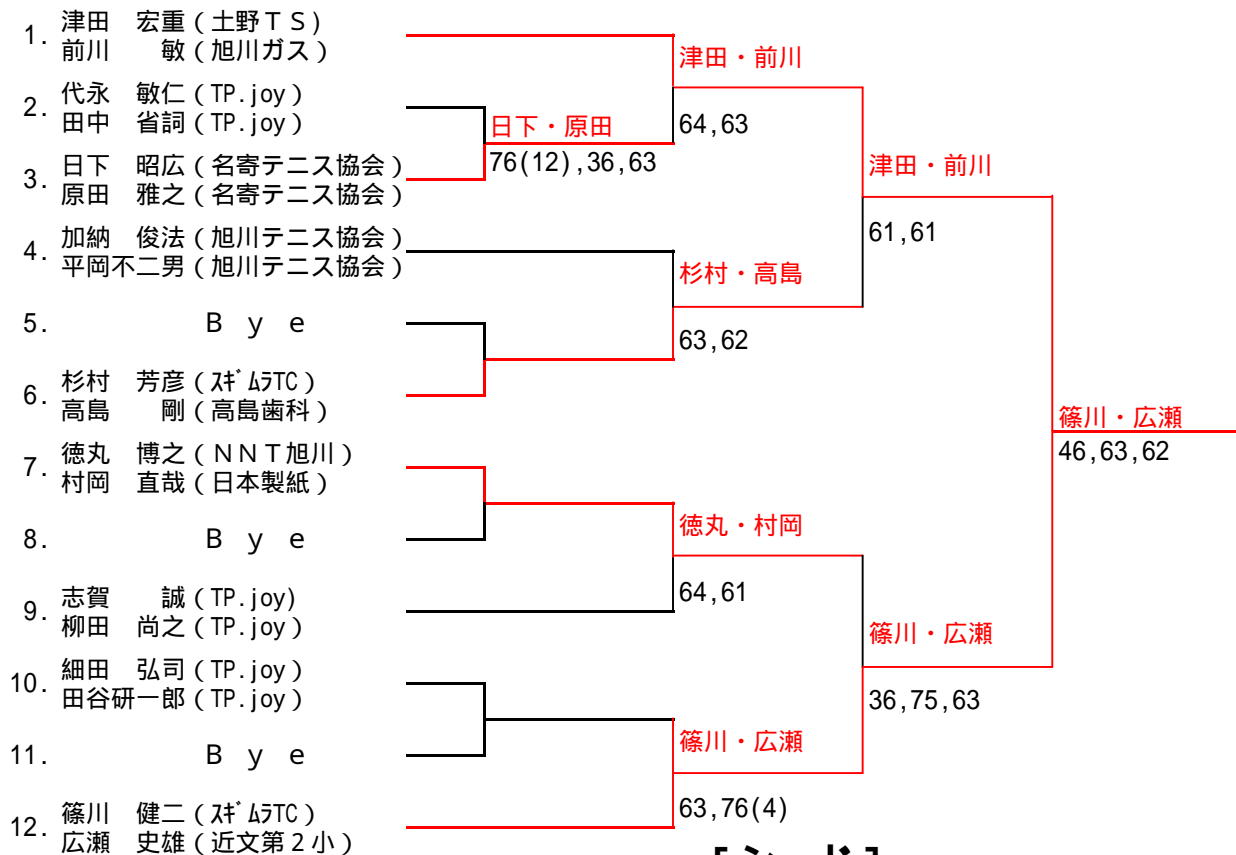 1. 津田　宏重(土野ＴＳ)
前川　　敏(旭川ガス)
2. 代永　敏仁(TP.joy)
田中　省詞(TP.joy)
3. 日下　昭広(名寄テニス協会)
原田　雅之(名寄テニス協会)
4. 加納　俊法(旭川テニス協会)
平岡不二男(旭川テニス協会)
5. Ｂｙｅ
6. 杉村　芳彦(ｽｷﾞﾑﾗTC)
高島　　剛(高島歯科)
7. 徳丸　博之(ＮＮＴ旭川)
村岡　直哉(日本製紙)
8. Ｂｙｅ
9. 志賀　　誠(TP.joy)
柳田　尚之(TP.joy)
10. 細田　弘司(TP.joy)
田谷研一郎(TP.joy)
11. Ｂｙｅ
12. 篠川　健二(ｽｷﾞﾑﾗTC)
広瀬　史雄(近文第２小)
日下・原田
76(12),36,63
津田・前川
64,63
杉村・高島
63,62
徳丸・村岡
64,61
篠川・広瀬
63,76(4)
津田・前川
61,61
篠川・広瀬
36,75,63
篠川・広瀬
46,63,62